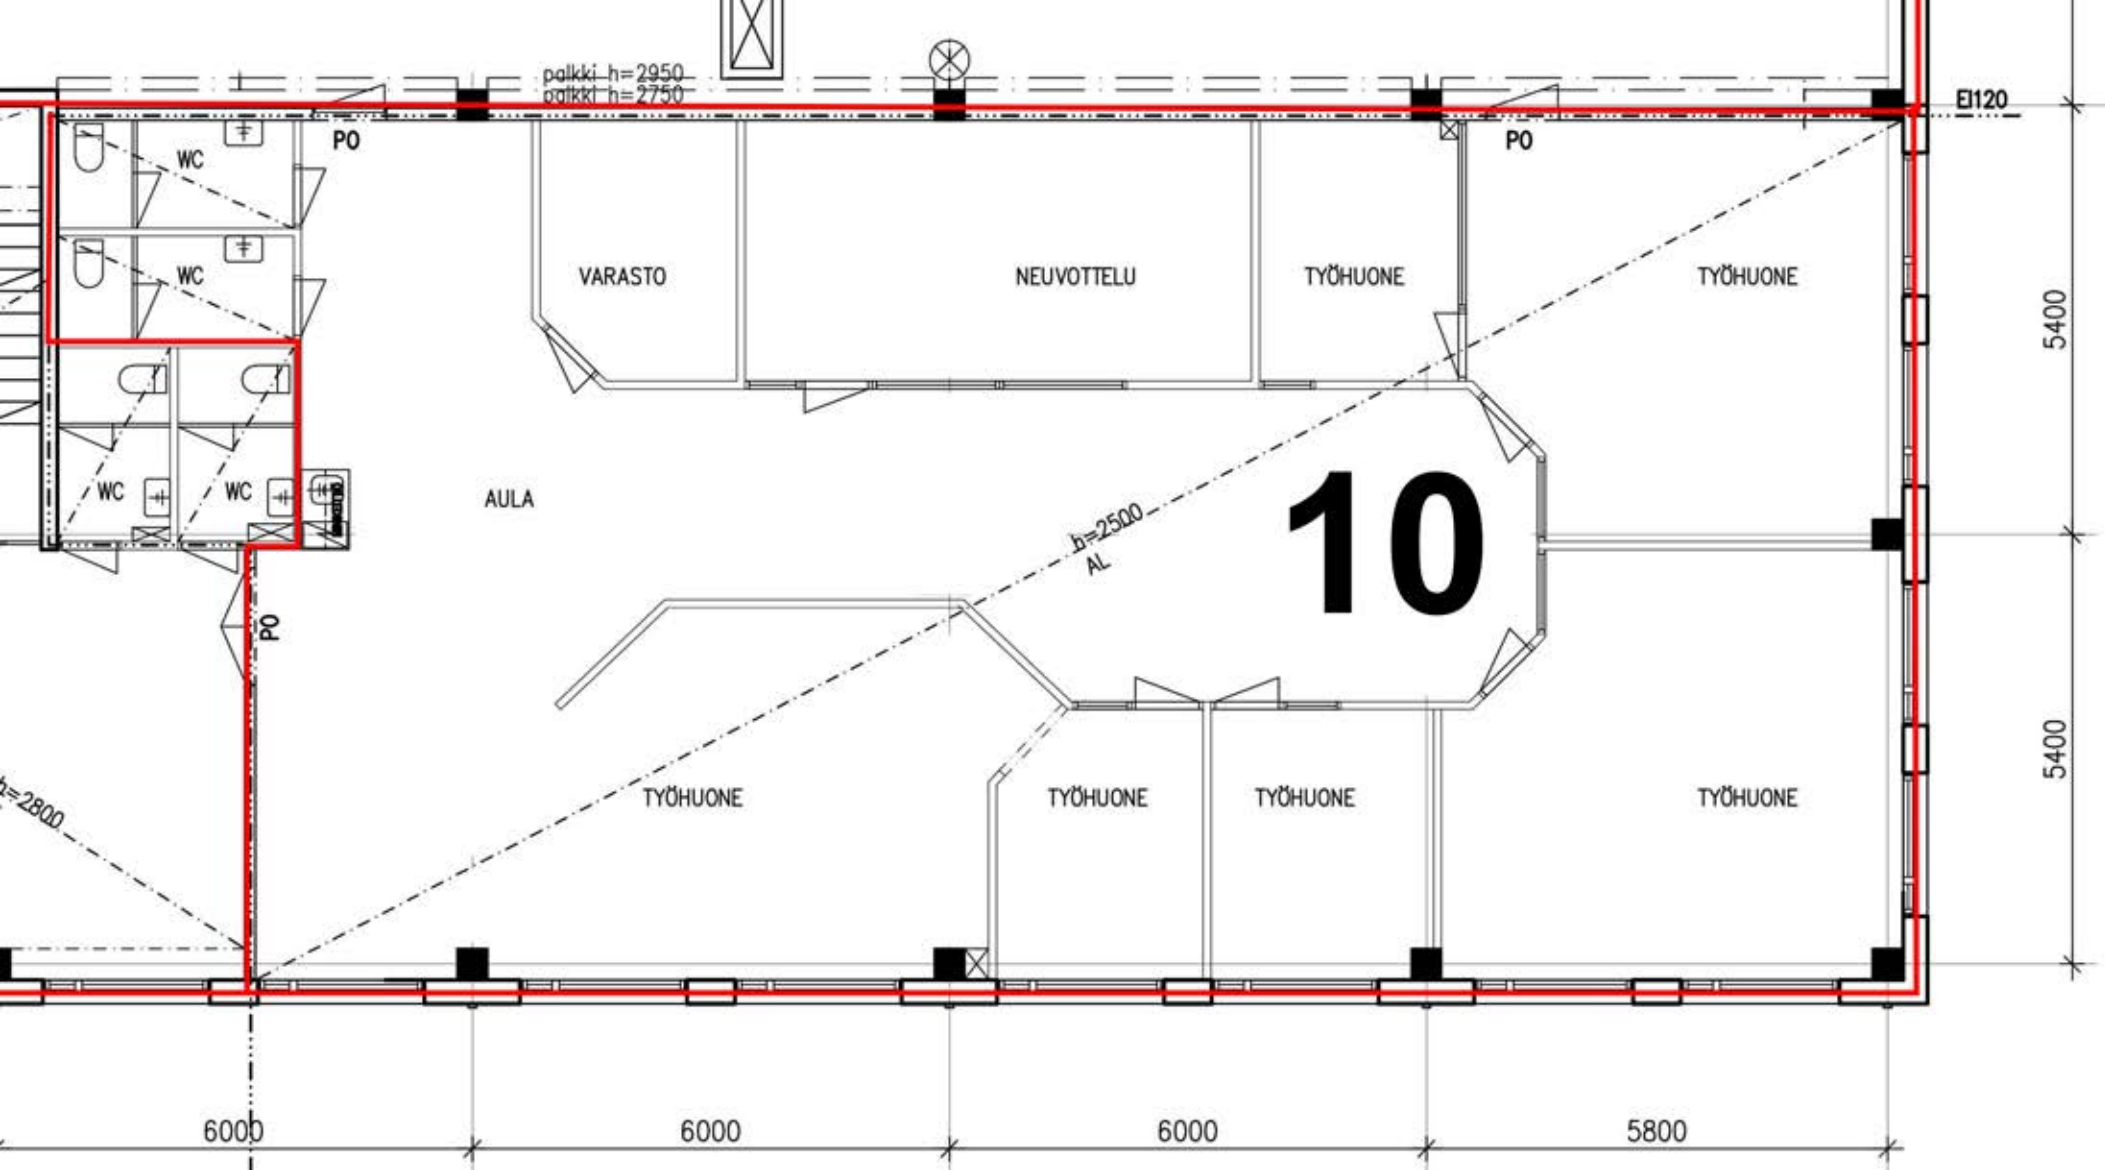 palkki h=2950
palkki h=2750
EI120
WC
PO
PO
WC
VARASTO
NEUVOTTELU
TYÖHUONE
TYÖHUONE
5400
WC
WC
AULA
10
h=2500
AL
PO
h=2800
TYÖHUONE
TYÖHUONE
TYÖHUONE
TYÖHUONE
5400
6000
6000
6000
5800